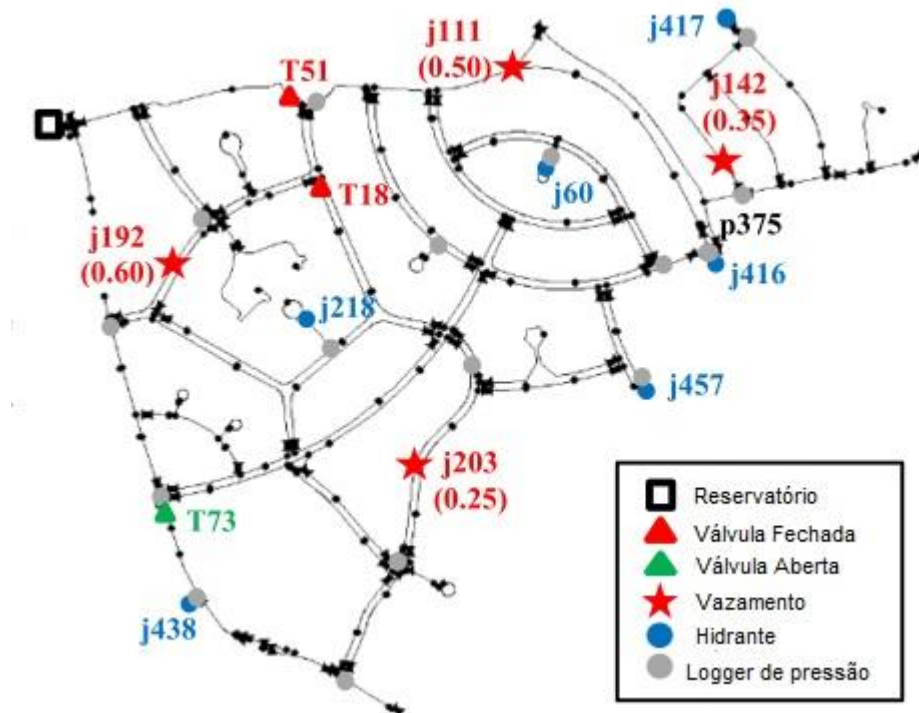 j417
j111
(0.50)
T51
j142
(0.35)
j60
T18
p375
j192
(0.60)
j416
j218
j457
j203
(0.25)
T73
j438
Reservatório
Válvula Fechada
Válvula Aberta
Vazamento
Hidrante
Logger de pressão